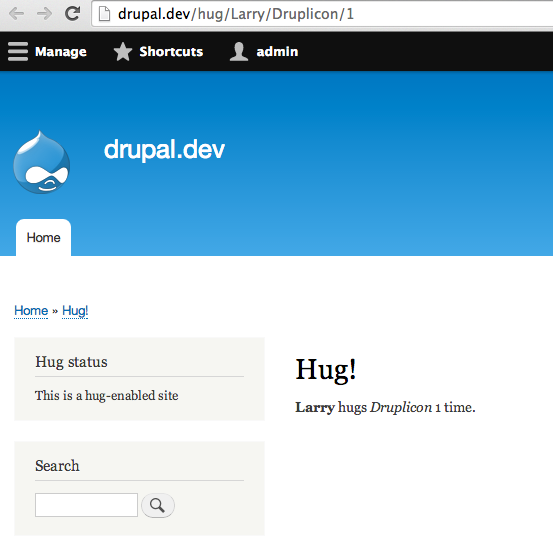 drupal.dev/hug/Larry/Druplicon/1
Manage Shortcuts admin
drupal.dev
Home
Home » Hug!
Hug status
This is a hug-enabled site
Search
Hug!
Larry hugs Druplicon 1 time.